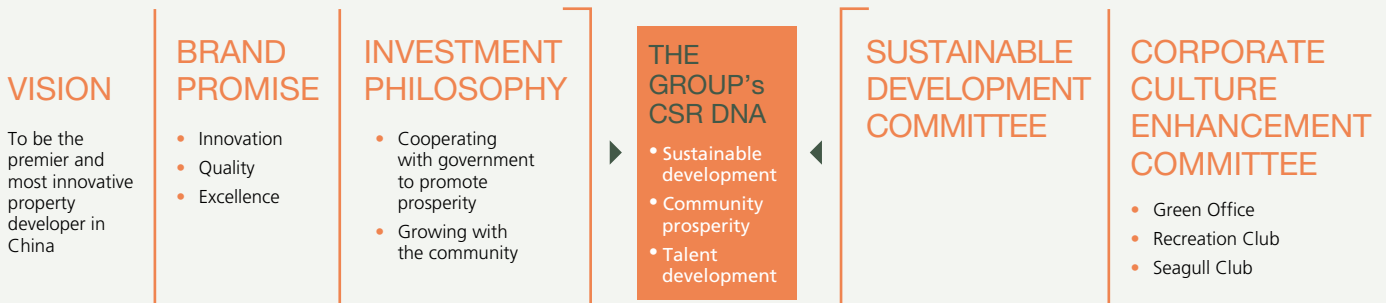 VISION
To be the
premier and
most innovative
property
developer in
China
BRAND
PROMISE
• Innovation
• Quality
• Excellence
INVESTMENT
PHILOSOPHY
• Cooperating
with government
to promote
prosperity
• Growing with
the community
THE
GROUP's
CSR DNA
• Sustainable
development
• Community
prosperity
• Talent
development
SUSTAINABLE
DEVELOPMENT
COMMITTEE
CORPORATE
CULTURE
ENHANCEMENT
COMMITTEE
• Green Office
• Recreation Club
• Seagull Club